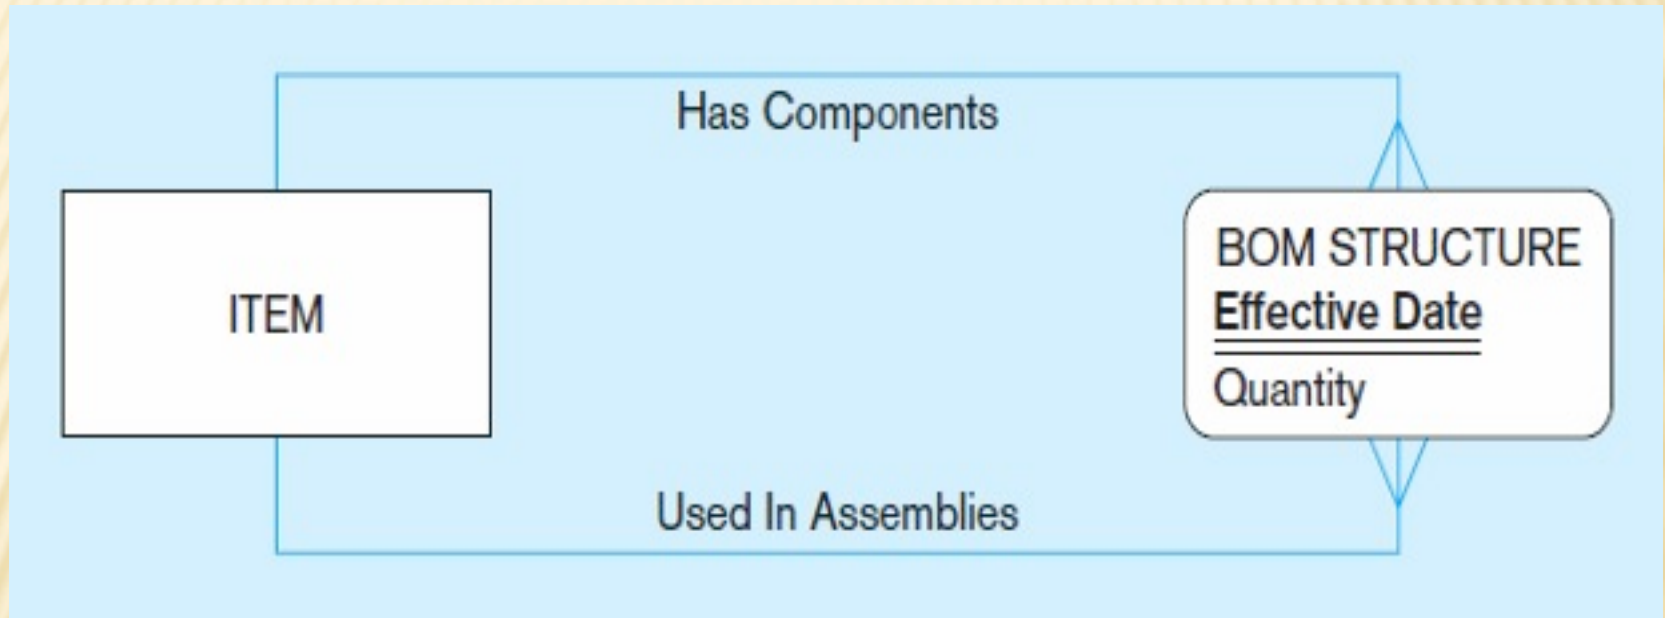 Has Components
ITEM
BOM STRUCTURE
Effective Date
Quantity
Used In Assemblies